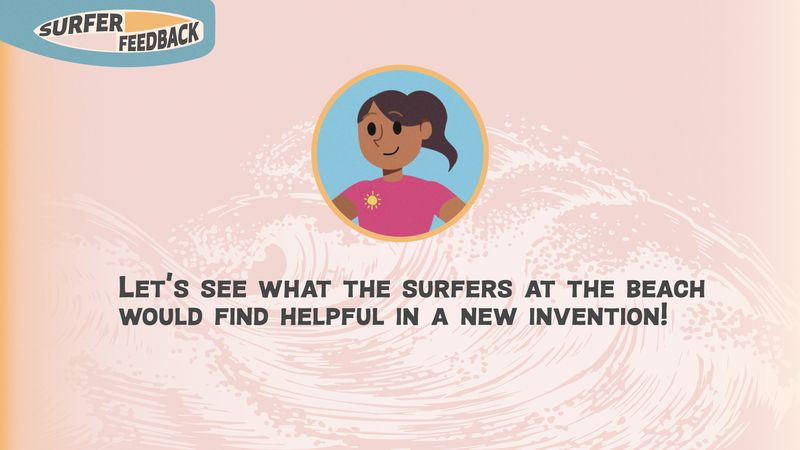 SURFER
FEEDBACK
Let's see what the surfers at the beach
would find helpful in a new invention!